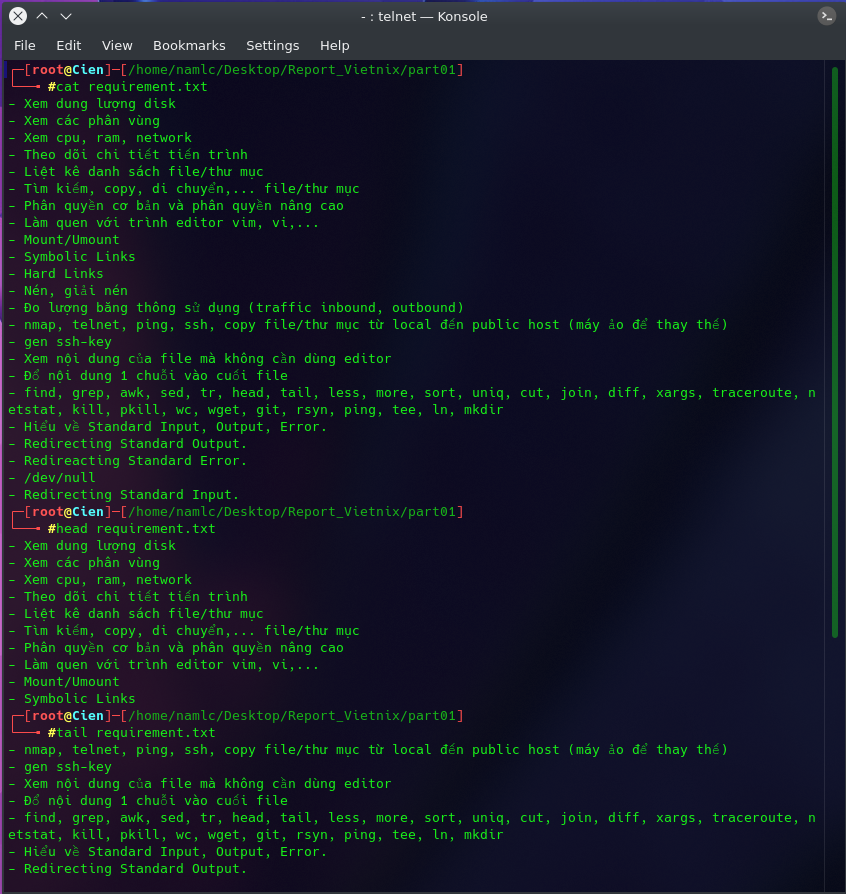 - : telnet — Konsole
File Edit View Bookmarks Settings Help
┌─[root@Cien]─[/home/namlc/Desktop/Report_Vietnix/part01]
└──╼ #cat requirement.txt
- Xem dung lượng disk
- Xem các phân vùng
- Xem cpu, ram, network
- Theo dõi chi tiết tiến trình
- Liệt kê danh sách file/thư mục
- Tìm kiếm, copy, di chuyển,... file/thư mục
- Phân quyền cơ bản và phân quyền nâng cao
- Làm quen với trình editor vim, vi,...
- Mount/Umount
- Symbolic Links
- Hard Links
- Nén, giải nén
- Đo lượng băng thông sử dụng (traffic inbound, outbound)
- nmap, telnet, ping, ssh, copy file/thư mục từ local đến public host (máy ảo để thay thế)
- gen ssh-key
- Xem nội dung của file mà không cần dùng editor
- Đổ nội dung 1 chuỗi vào cuối file
- find, grep, awk, sed, tr, head, tail, less, more, sort, uniq, cut, join, diff, xargs, traceroute, n
etstat, kill, pkill, wc, wget, git, rsyn, ping, tee, ln, mkdir
- Hiểu về Standard Input, Output, Error.
- Redirecting Standard Output.
- Redireacting Standard Error.
- /dev/null
- Redirecting Standard Input.
┌─[root@Cien]─[/home/namlc/Desktop/Report_Vietnix/part01]
└──╼ #head requirement.txt
- Xem dung lượng disk
- Xem các phân vùng
- Xem cpu, ram, network
- Theo dõi chi tiết tiến trình
- Liệt kê danh sách file/thư mục
- Tìm kiếm, copy, di chuyển,... file/thư mục
- Phân quyền cơ bản và phân quyền nâng cao
- Làm quen với trình editor vim, vi,...
- Mount/Umount
- Symbolic Links
┌─[root@Cien]─[/home/namlc/Desktop/Report_Vietnix/part01]
└──╼ #tail requirement.txt
- nmap, telnet, ping, ssh, copy file/thư mục từ local đến public host (máy ảo để thay thế)
- gen ssh-key
- Xem nội dung của file mà không cần dùng editor
- Đổ nội dung 1 chuỗi vào cuối file
- find, grep, awk, sed, tr, head, tail, less, more, sort, uniq, cut, join, diff, xargs, traceroute, n
etstat, kill, pkill, wc, wget, git, rsyn, ping, tee, ln, mkdir
- Hiểu về Standard Input, Output, Error.
- Redirecting Standard Output.